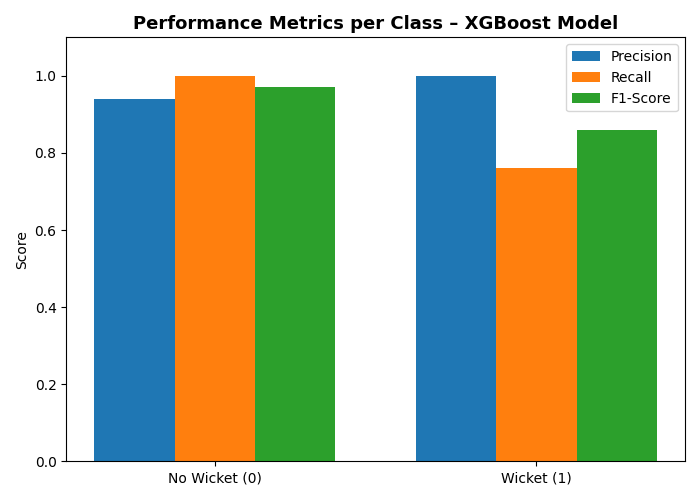 Performance Metrics per Class – XGBoost Model
Precision
Recall
F1-Score
Score
1.0
0.8
0.6
0.4
0.2
0.0
No Wicket (0)
Wicket (1)